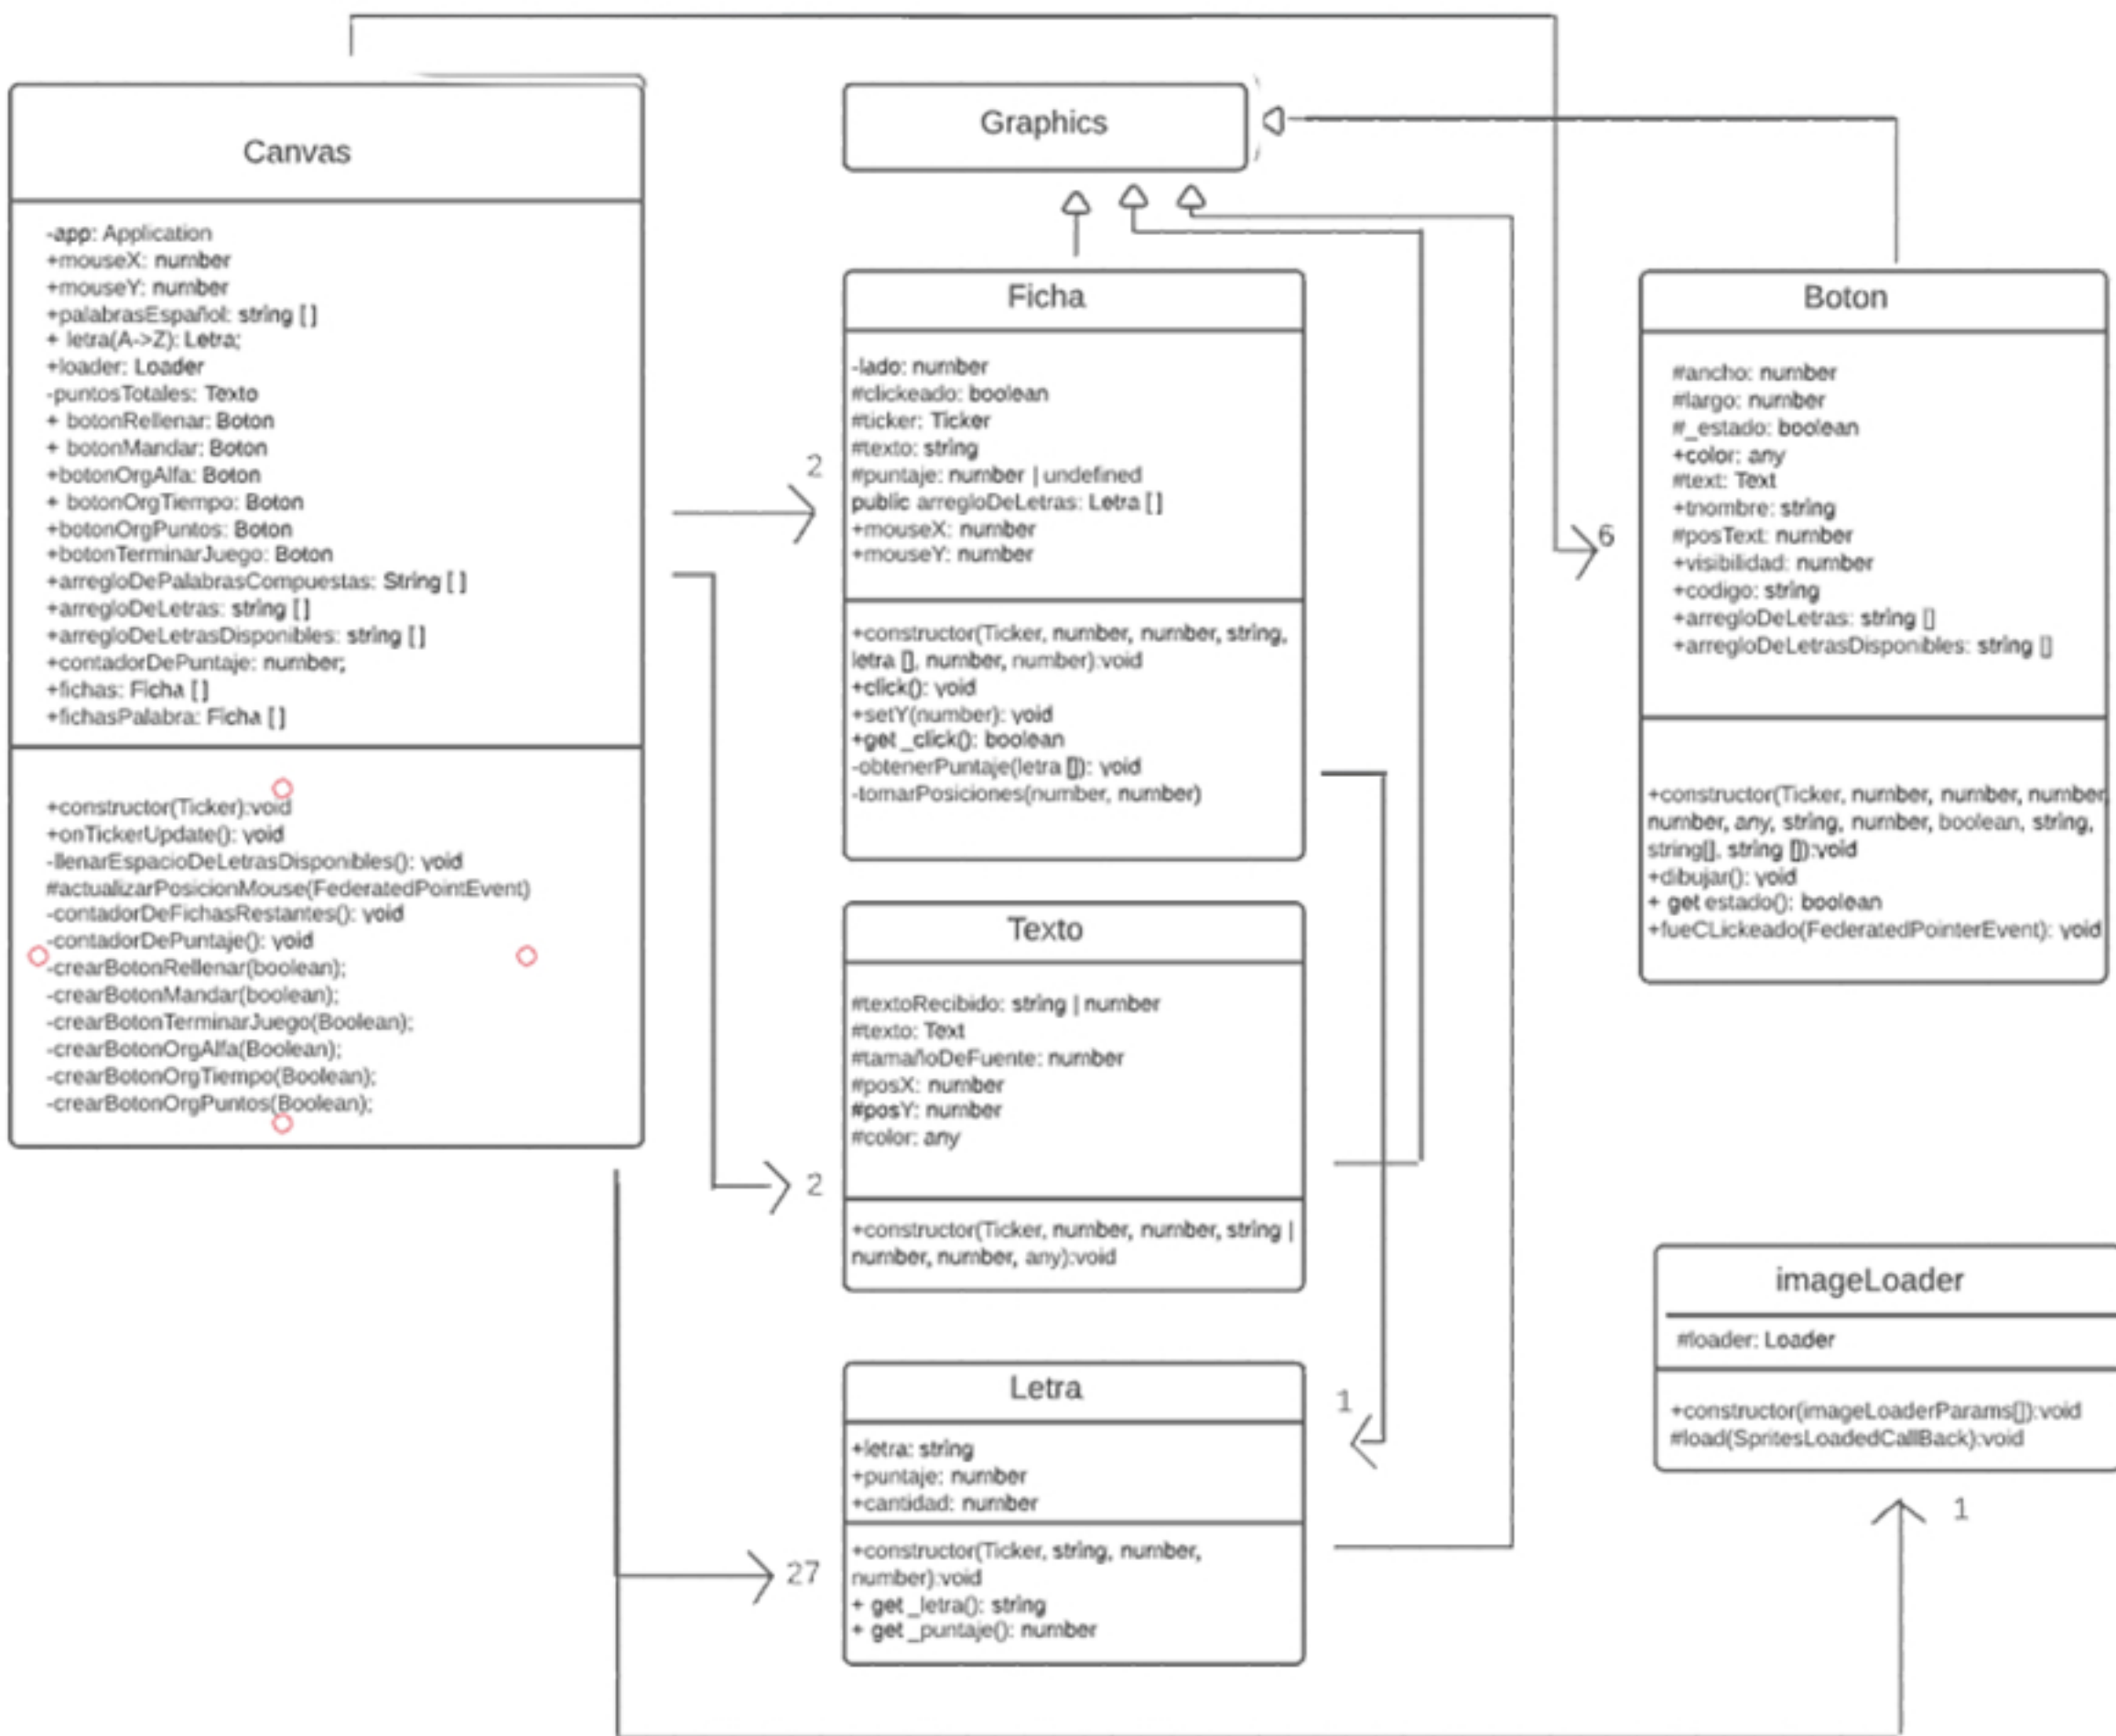 Canvas
-app: Application
+mouseX: number
+mouseY: number
+palabrasEspañol: string [ ]
+ letra(A->Z): Letra;
+loader: Loader
-puntosTotales: Texto
+ botonRellenar: Boton
+ botonMandar: Boton
+botonOrgAlfa: Boton
+ botonOrgTiempo: Boton
+botonOrgPuntos: Boton
+botonTerminarJuego: Boton
+arregloDePalabrasCompuestas: String [ ]
+arregloDeLetras: string [ ]
+arregloDeLetrasDisponibles: string [ ]
+contadorDePuntaje: number;
+fichas: Ficha [ ]
+fichasPalabra: Ficha [ ]
+constructor(Ticker):void
+onTickerUpdate(): void
-llenarEspacioDeLetrasDisponibles(): void
#actualizarPosicionMouse(FederatedPointEvent)
-contadorDeFichasRestantes(): void
-contadorDePuntaje(): void
-crearBotonRellenar(boolean);
-crearBotonMandar(boolean);
-crearBotonTerminarJuego(Boolean);
-crearBotonOrgAlfa(Boolean);
-crearBotonOrgTiempo(Boolean);
-crearBotonOrgPuntos(Boolean);
Graphics
2
Ficha
-lado: number
#clickeado: boolean
#ticker: Ticker
#texto: string
#puntaje: number | undefined
public arregloDeLetras: Letra [ ]
+mouseX: number
+mouseY: number
+constructor(Ticker, number, number, string,
letra [], number, number):void
+click(): void
+setY(number): void
+get _click(): boolean
-obtenerPuntaje(letra []): void
-tomarPosiciones(number, number)
2
Texto
#textoRecibido: string | number
#texto: Text
#tamañoDeFuente: number
#posX: number
#posY: number
#color: any
+constructor(Ticker, number, number, string |
number, number, any):void
1
27
Letra
+letra: string
+puntaje: number
+cantidad: number
+constructor(Ticker, string, number,
number):void
+ get _letra(): string
+ get _puntaje(): number
6
Boton
#ancho: number
#largo: number
#_estado: boolean
+color: any
#text: Text
+tnombre: string
#posText: number
+visibilidad: number
+codigo: string
+arregloDeLetras: string []
+arregloDeLetrasDisponibles: string []
+constructor(Ticker, number, number, number,
number, any, string, number, boolean, string,
string[], string []):void
+dibujar(): void
+ get estado(): boolean
+fueCLickeado(FederatedPointerEvent): void
imageLoader
#loader: Loader
+constructor(imageLoaderParams[]):void
#load(SpritesLoadedCallBack):void
1